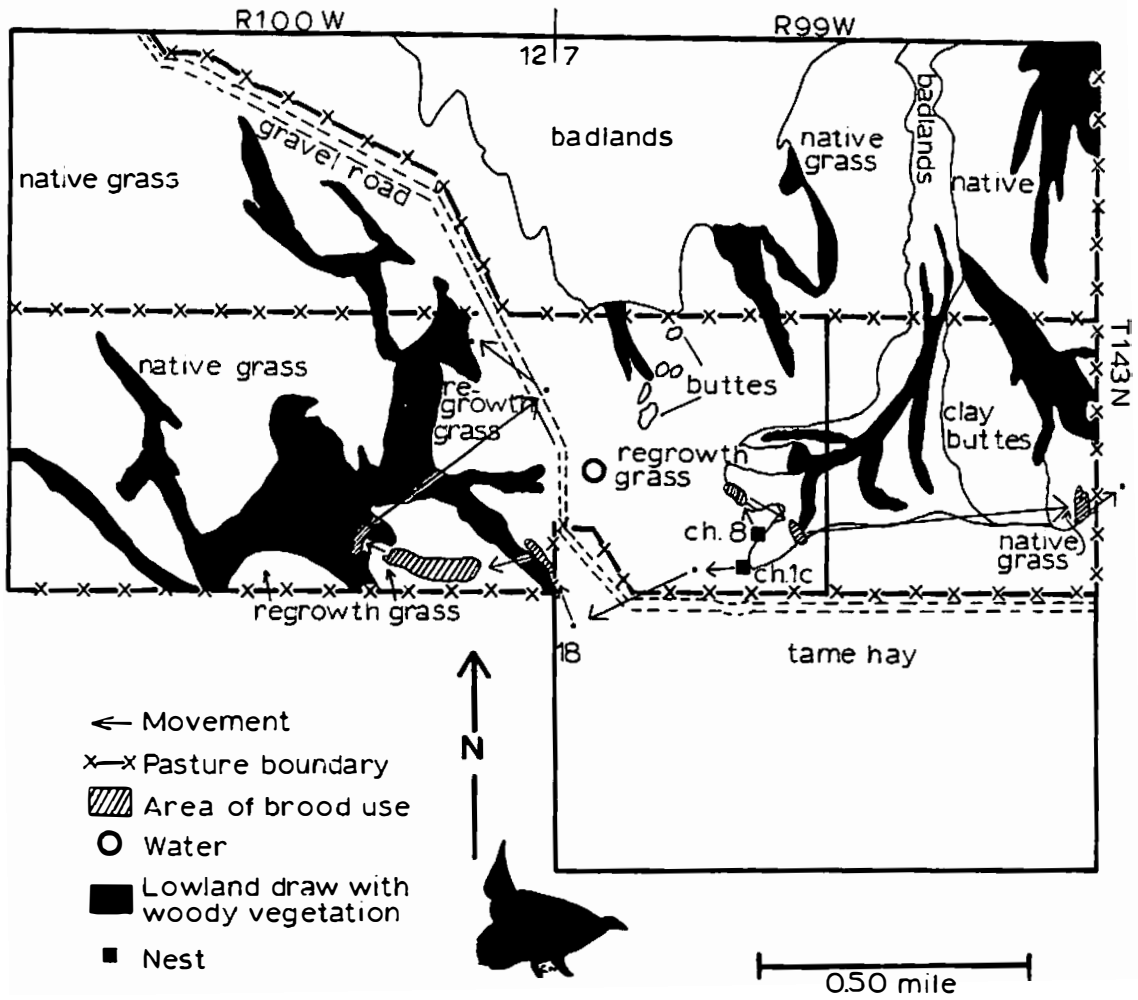 R100W
R99W
12 7
badlands
badlands
gravel road
native
grass
native grass
native
T143N
native grass
re-
growth
grass
buttes
clay
buttes
regrowth
grass
ch. 8
ch.1c
native
grass
regrowth grass
18
tame hay
Movement
N
Pasture boundary
Area of brood use
Water
Lowland draw with
woody vegetation
Nest
0.50 mile